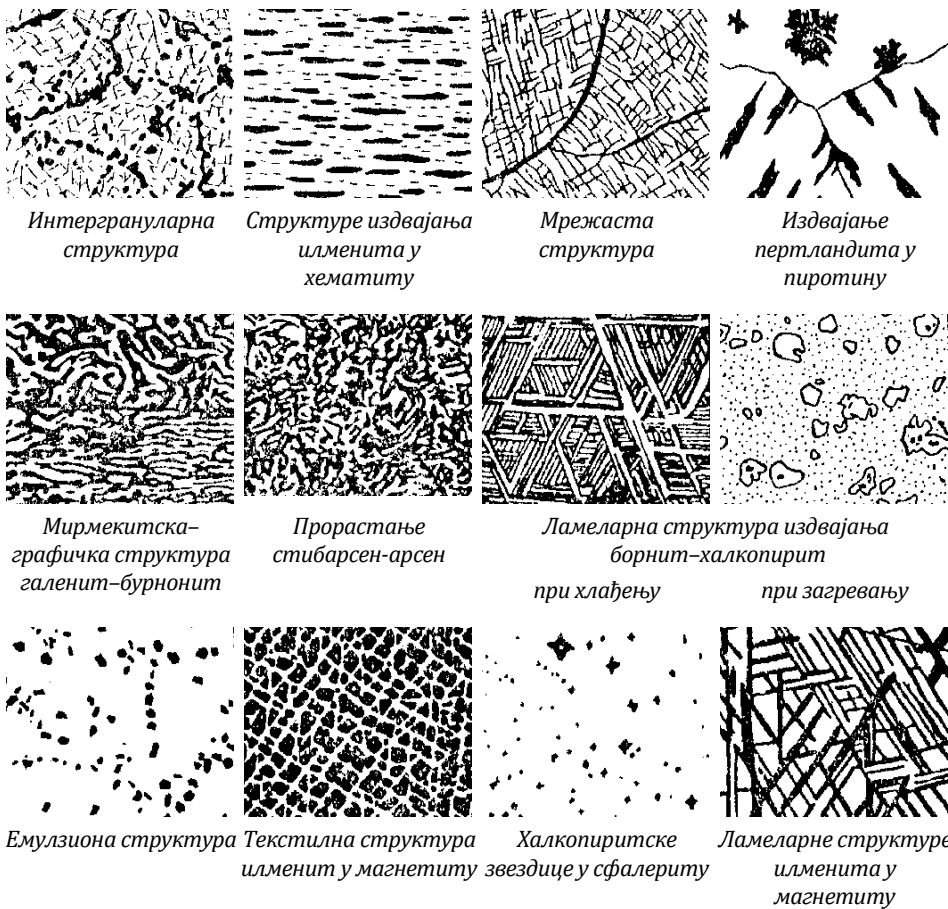 Интергрануларна
структура
Структуре издвајања
илменита у
хематиту
Мрежаста
структура
Издвајање
пертландита у
пиротину
Мирмекитска–
графичка структура
галенит–бурнонит
Прорастање
стибарсен-арсен
Ламеларна структура издвајања
борнит–халкопирит
при хлађењу
при загревању
Емулзиона структура
Текстилна структура
илменит у магнетиту
Халкопиритске
звездице у сфалериту
Ламеларне структуре
илменита у
магнетиту